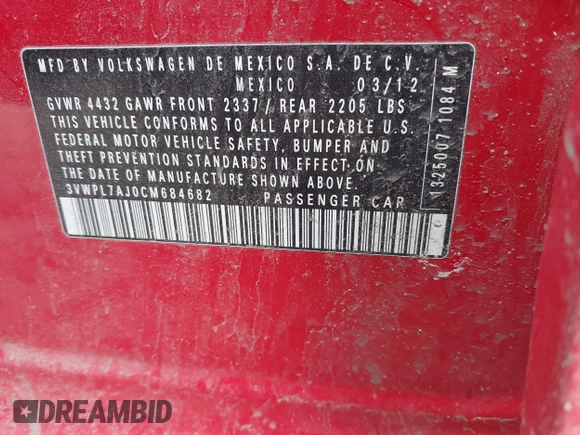 MFD BY VOLKSWAGEN DE MEXICO S.A. DE C.V.
MEXICO 03/12
GVWR 4432 GAWR FRONT 2337/REAR 2205 LBS
THIS VEHICLE CONFORMS TO ALL APPLICABLE U.S.
FEDERAL MOTOR VEHICLE SAFETY, BUMPER AND
THEFT PREVENTION STANDARDS IN EFFECT ON
THE DATE OF MANUFACTURE SHOWN ABOVE.
3VWPL7AJ0CM684682 PASSENGER CAR
1325007 1084 M
DREAMBID